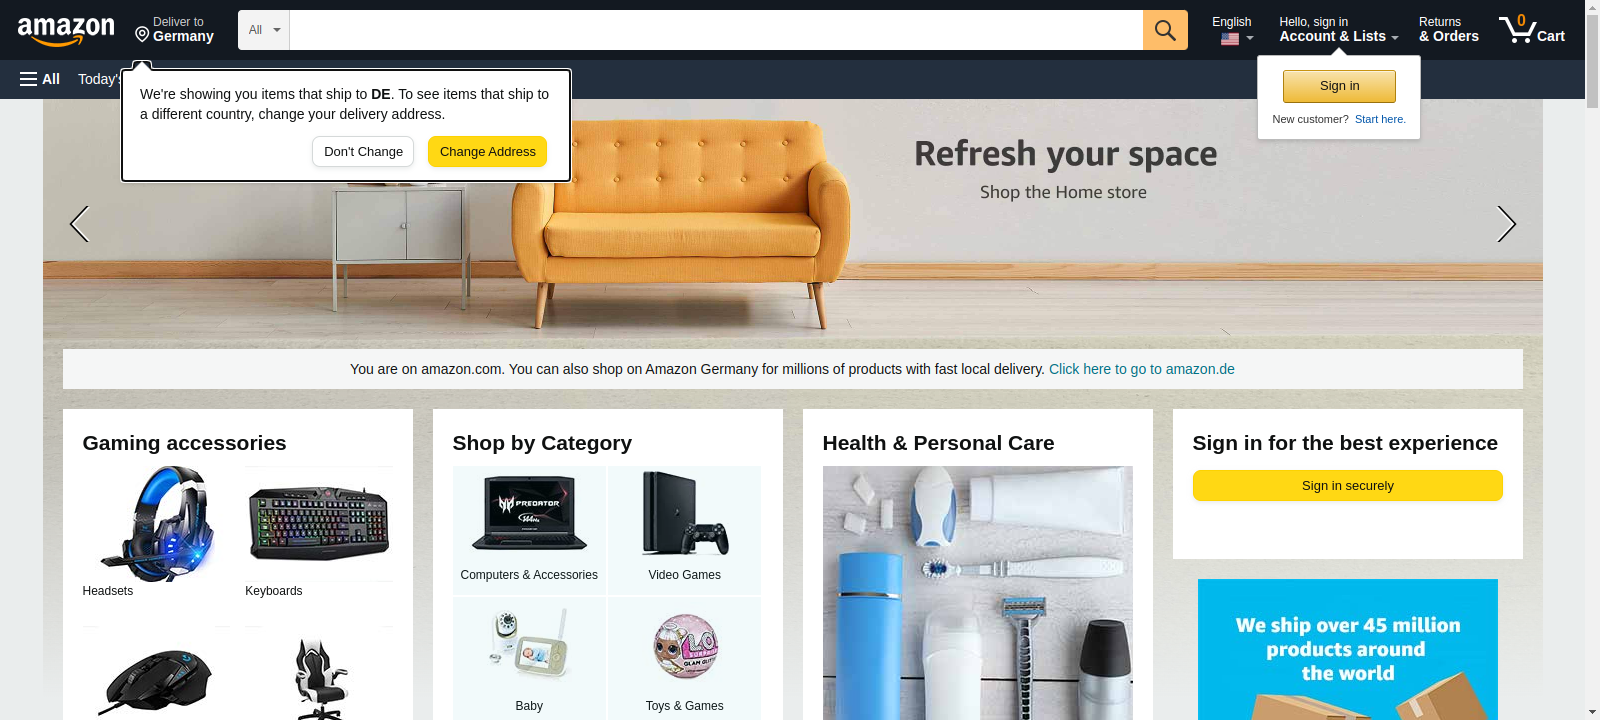 amazon
Deliver to
Germany
All
English
Hello, sign in
Account & Lists
Returns
& Orders
0
Cart
All
Today's
Sign in
New customer? Start here.
We're showing you items that ship to DE. To see items that ship to
a different country, change your delivery address.
Don't Change
Change Address
Refresh your space
Shop the Home store
You are on amazon.com. You can also shop on Amazon Germany for millions of products with fast local delivery. Click here to go to amazon.de
Gaming accessories
Headsets
Keyboards
Shop by Category
PREDATOR
144Hz
Computers & Accessories
Video Games
Baby
L.O.L.
SURPRISE
GLAM GLITTER
Toys & Games
Health & Personal Care
Sign in for the best experience
Sign in securely
We ship over 45 million
products around
the world